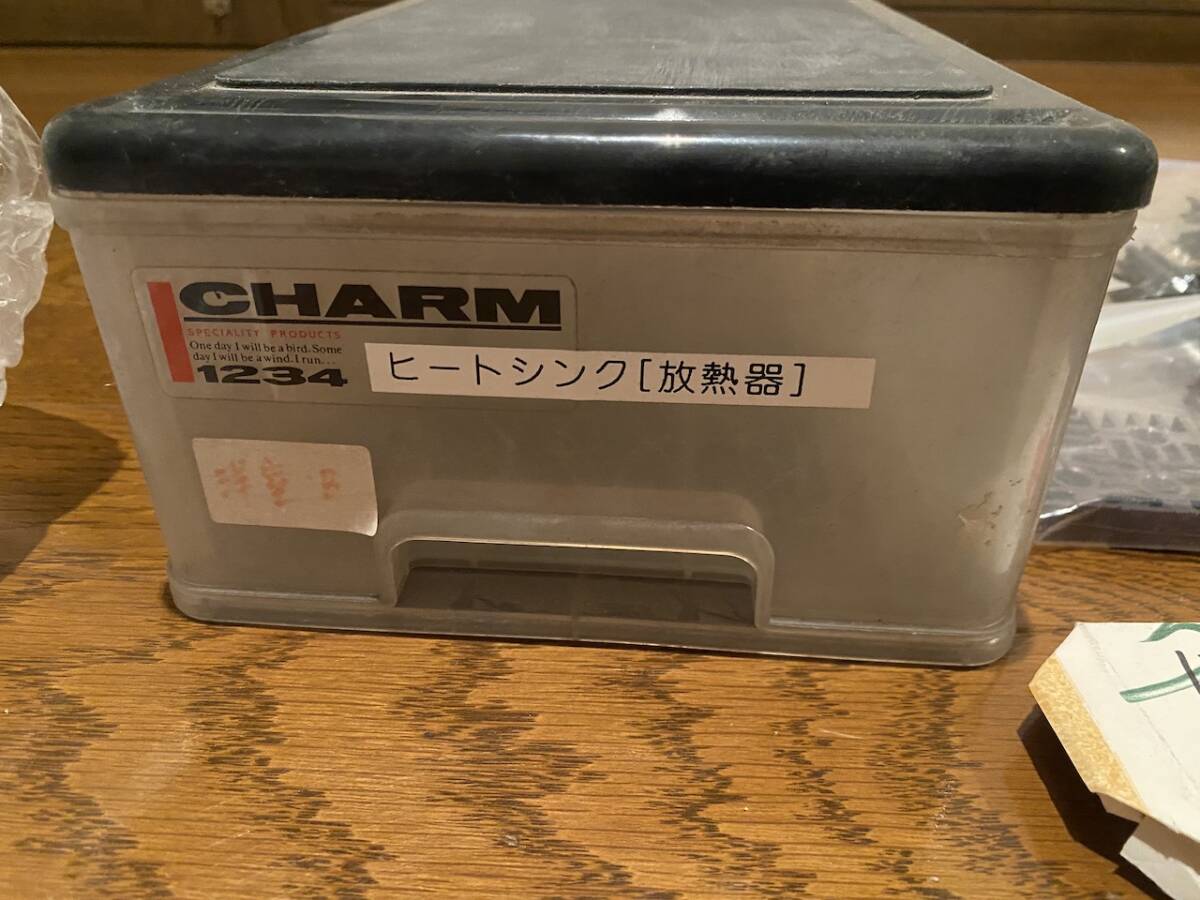 CHARM
SPECIALITY PRODUCTS
One day I will be a bird. Some
day I will be a wind. I run...
1234
ヒートシンク[放熱器]